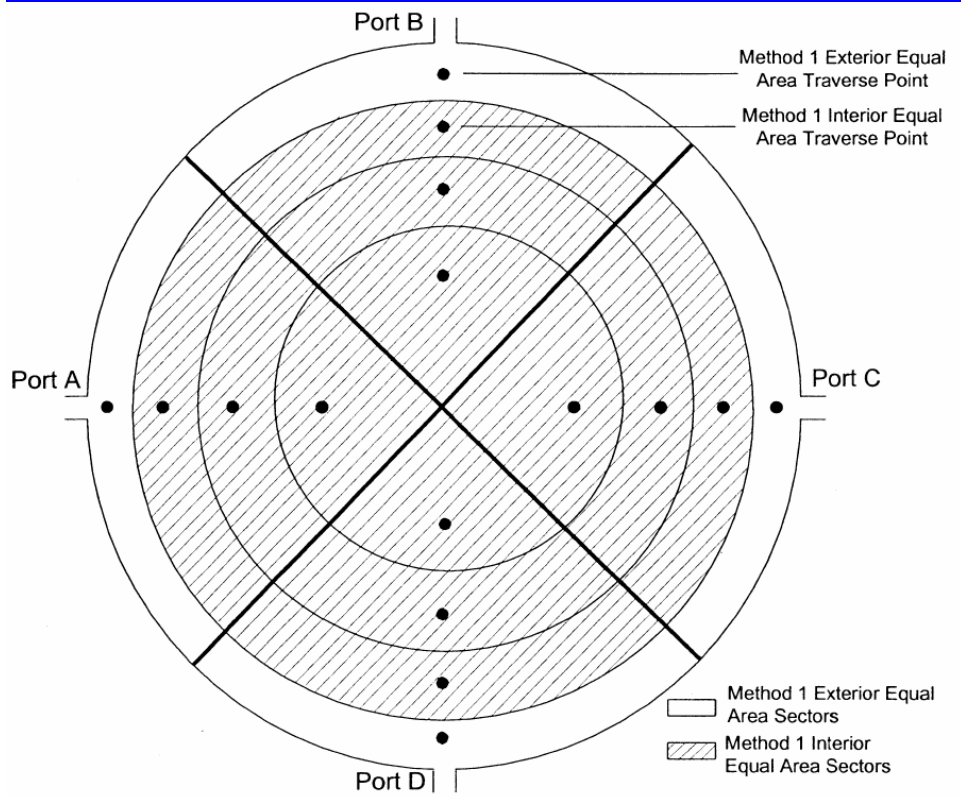 Port B
Method 1 Exterior Equal
Area Traverse Point
Method 1 Interior Equal
Area Traverse Point
Port A
Port C
Method 1 Exterior Equal
Area Sectors
Method 1 Interior
Equal Area Sectors
Port D